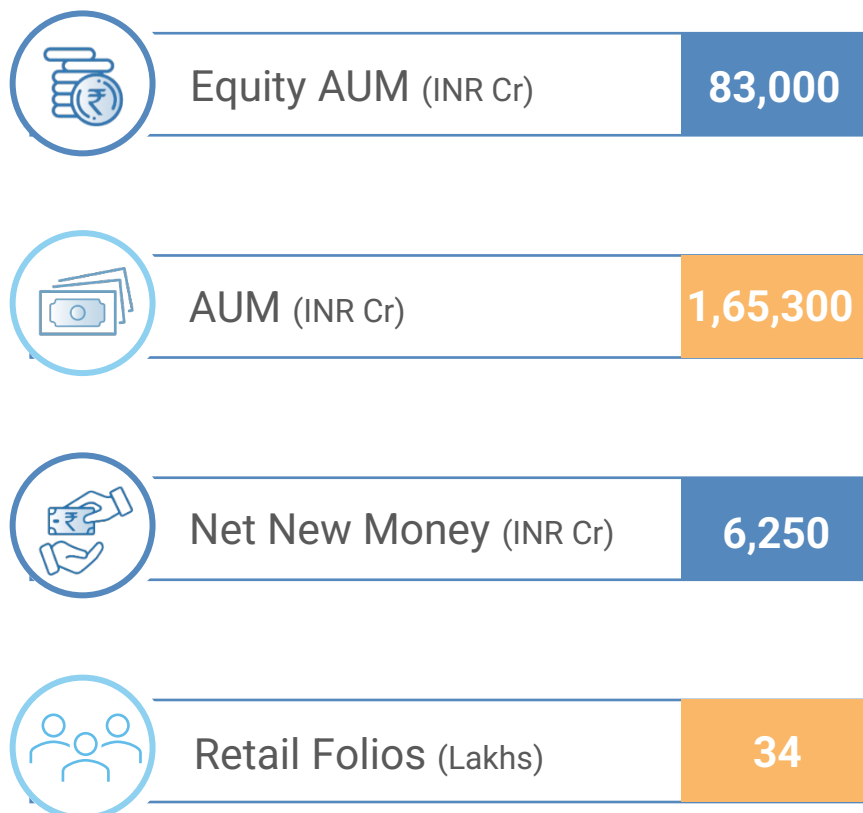 Equity AUM (INR Cr) 83,000
AUM (INR Cr) 1,65,300
Net New Money (INR Cr) 6,250
Retail Folios (Lakhs) 34